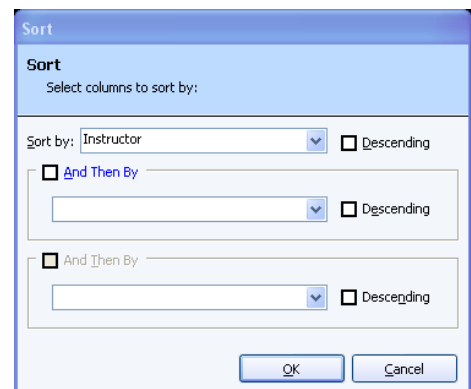 Sort
Sort
Select columns to sort by:
Sort by: Instructor Descending
And Then By
Descending
And Then By
Descending
OK Cancel